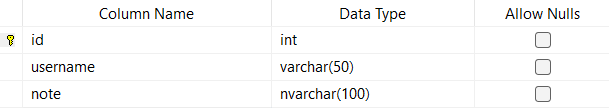 Column Name Data Type Allow Nulls
id int
username varchar(50)
note nvarchar(100)